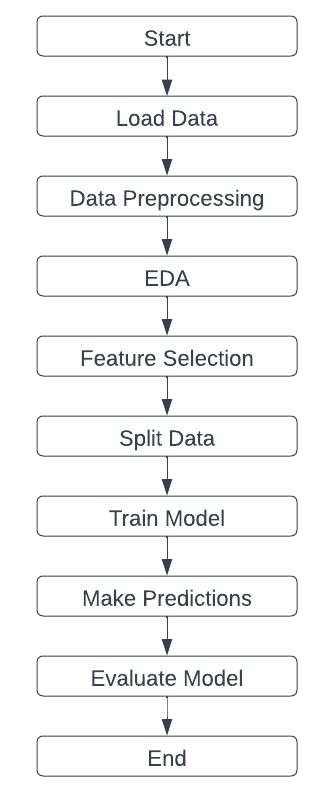 Start
Load Data
Data Preprocessing
EDA
Feature Selection
Split Data
Train Model
Make Predictions
Evaluate Model
End